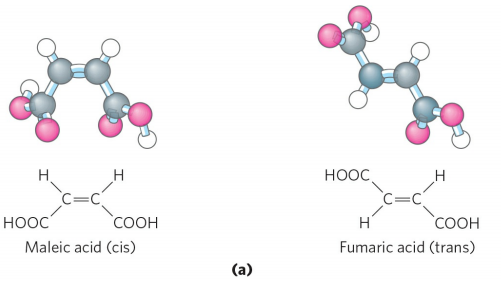 H H
C=C
HOOC COOH
Maleic acid (cis)
HOOC H
C=C
H COOH
Fumaric acid (trans)
(a)